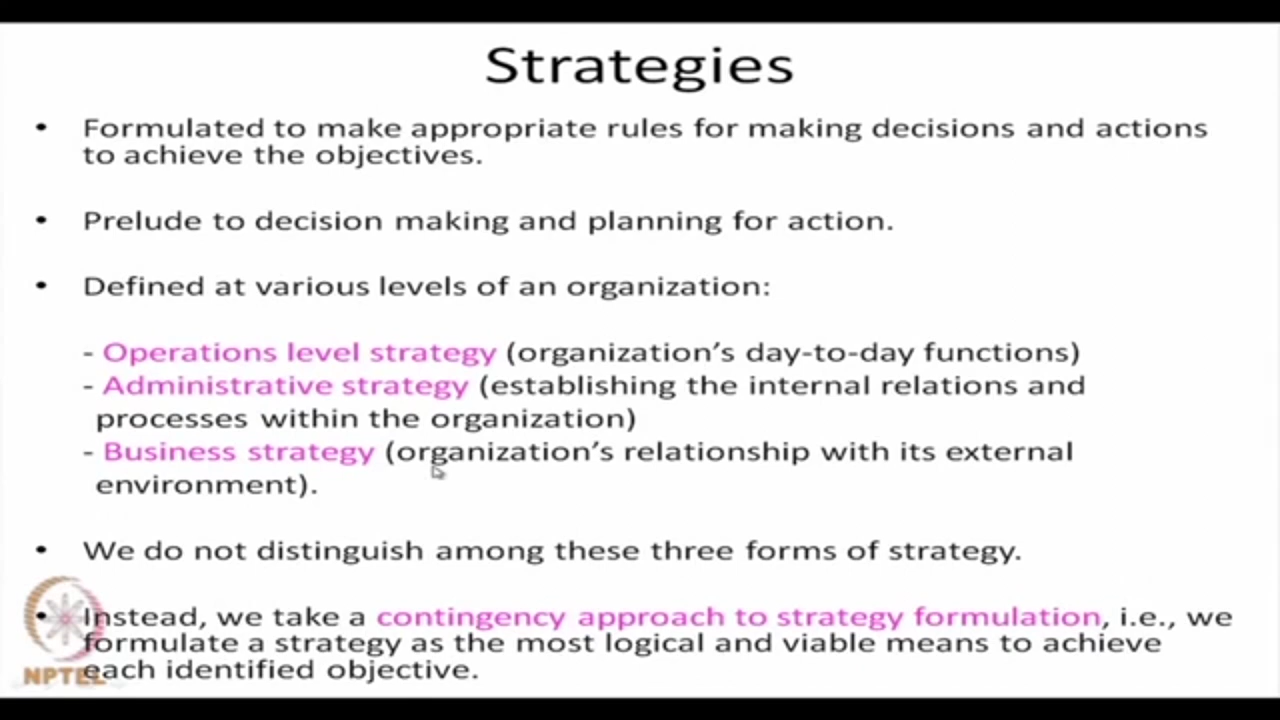 Strategies
• Formulated to make appropriate rules for making decisions and actions
to achieve the objectives.
• Prelude to decision making and planning for action.
• Defined at various levels of an organization:
- Operations level strategy (organization's day-to-day functions)
- Administrative strategy (establishing the internal relations and
processes within the organization)
- Business strategy (organization's relationship with its external
environment).
• We do not distinguish among these three forms of strategy.
• Instead, we take a contingency approach to strategy formulation, i.e., we
formulate a strategy as the most logical and viable means to achieve
each identified objective.
NPTEL